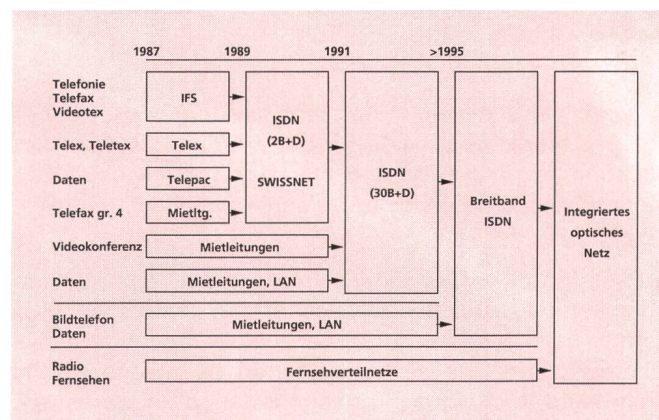 1987 1989 1991 >1995
Telefonie
Telefax
Videotex
IFS
ISDN
(2B+D)
SWISSNET
Telex, Teletex
Telex
Daten
Telepac
Telefax gr. 4
Mietltg.
ISDN
(30B+D)
Breitband
ISDN
Integriertes
optisches
Netz
Videokonferenz
Mietleitungen
Daten
Mietleitungen, LAN
Bildtelefon
Daten
Mietleitungen, LAN
Radio
Fernsehen
Fernsehverteilnetze